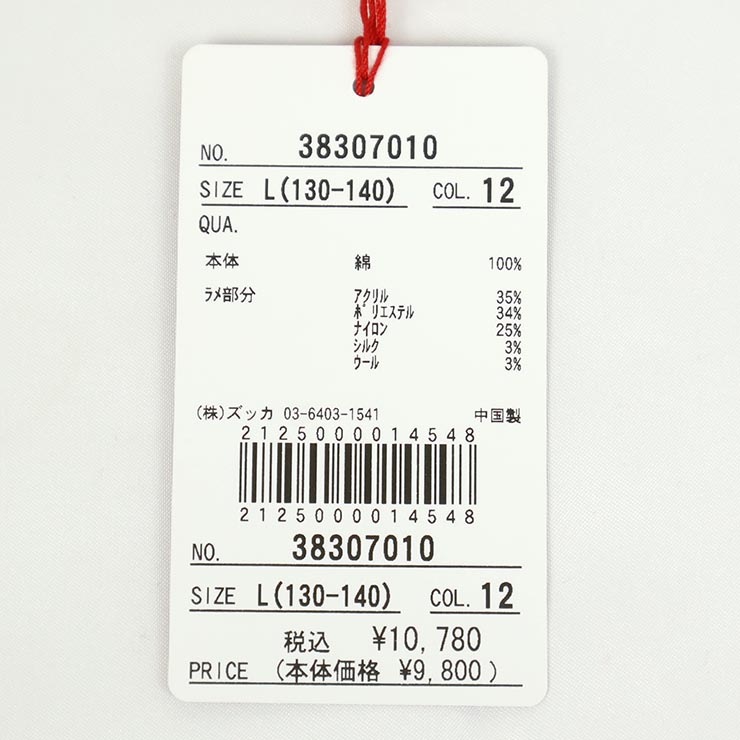 NO. 38307010
SIZE L(130-140) COL. 12
QUA.
本体 綿 100%
ﾗﾒ部分 ｱｸﾘﾙ 35%
ﾎﾟﾘｴｽﾃﾙ 34%
ﾅｲﾛﾝ 25%
ｼﾙｸ 3%
ｳｰﾙ 3%
(株)ズッカ 03-6403-1541 中国製
2125000014548
2125000014548
NO. 38307010
SIZE L(130-140) COL. 12
税込 ¥10,780
PRICE (本体価格 ¥9,800)